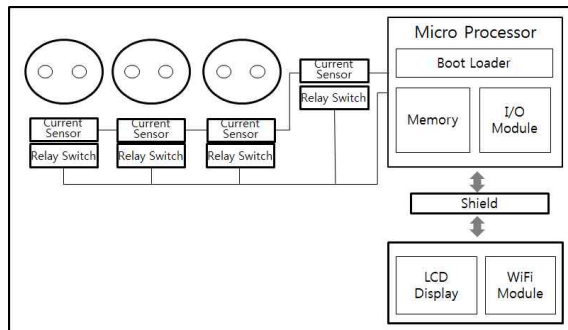 Micro Processor
Boot Loader
Memory
I/O
Module
Current
Sensor
Relay Switch
Current
Sensor
Relay Switch
Current
Sensor
Relay Switch
Current
Sensor
Relay Switch
Shield
LCD
Display
WiFi
Module